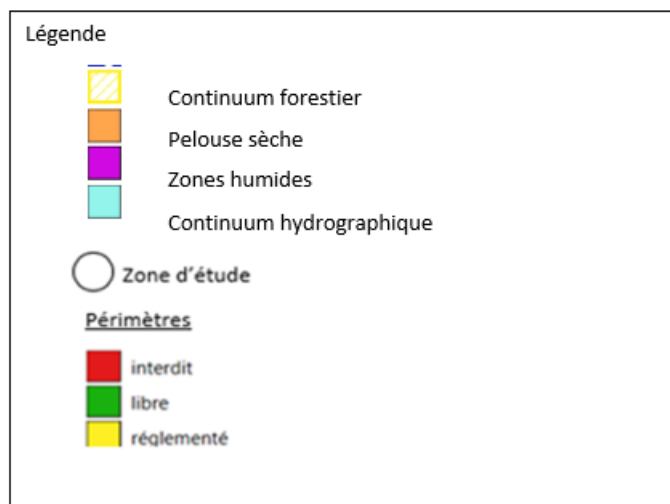 Légende
Continuum forestier
Pelouse sèche
Zones humides
Continuum hydrographique
Zone d'étude
Périmètres
interdit
libre
réglementé